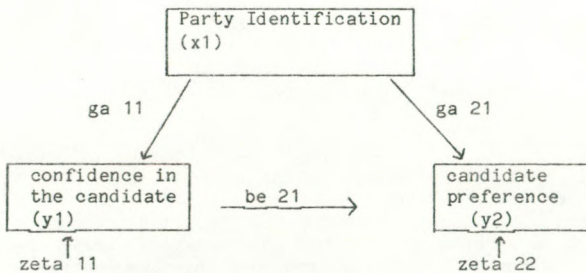 Party Identification
(x1)
ga 11
ga 21
confidence in
the candidate
(y1)
be 21
candidate
preference
(y2)
zeta 11
zeta 22